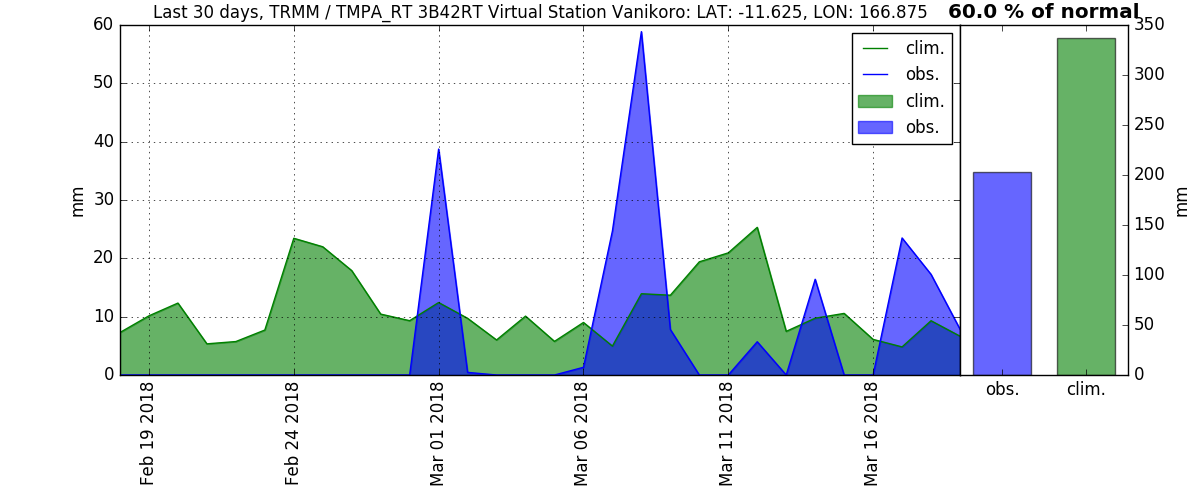 Last 30 days, TRMM / TMPA_RT 3B42RT Virtual Station Vanikoro: LAT: -11.625, LON: 166.875
60.0 % of normal
60
50
40
30
20
10
0
mm
clim.
obs.
clim.
obs.
Feb 19 2018
Feb 24 2018
Mar 01 2018
Mar 06 2018
Mar 11 2018
Mar 16 2018
350
300
250
200
150
100
50
0
mm
obs.
clim.